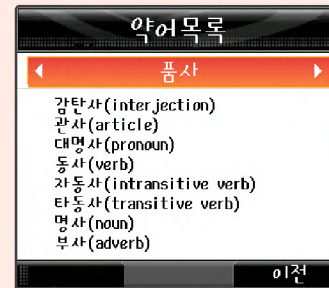 약어목록
품사
감탄사(interjection)
관사(article)
대명사(pronoun)
동사(verb)
자동사(intransitive verb)
타동사(transitive verb)
명사(noun)
부사(adverb)
이전